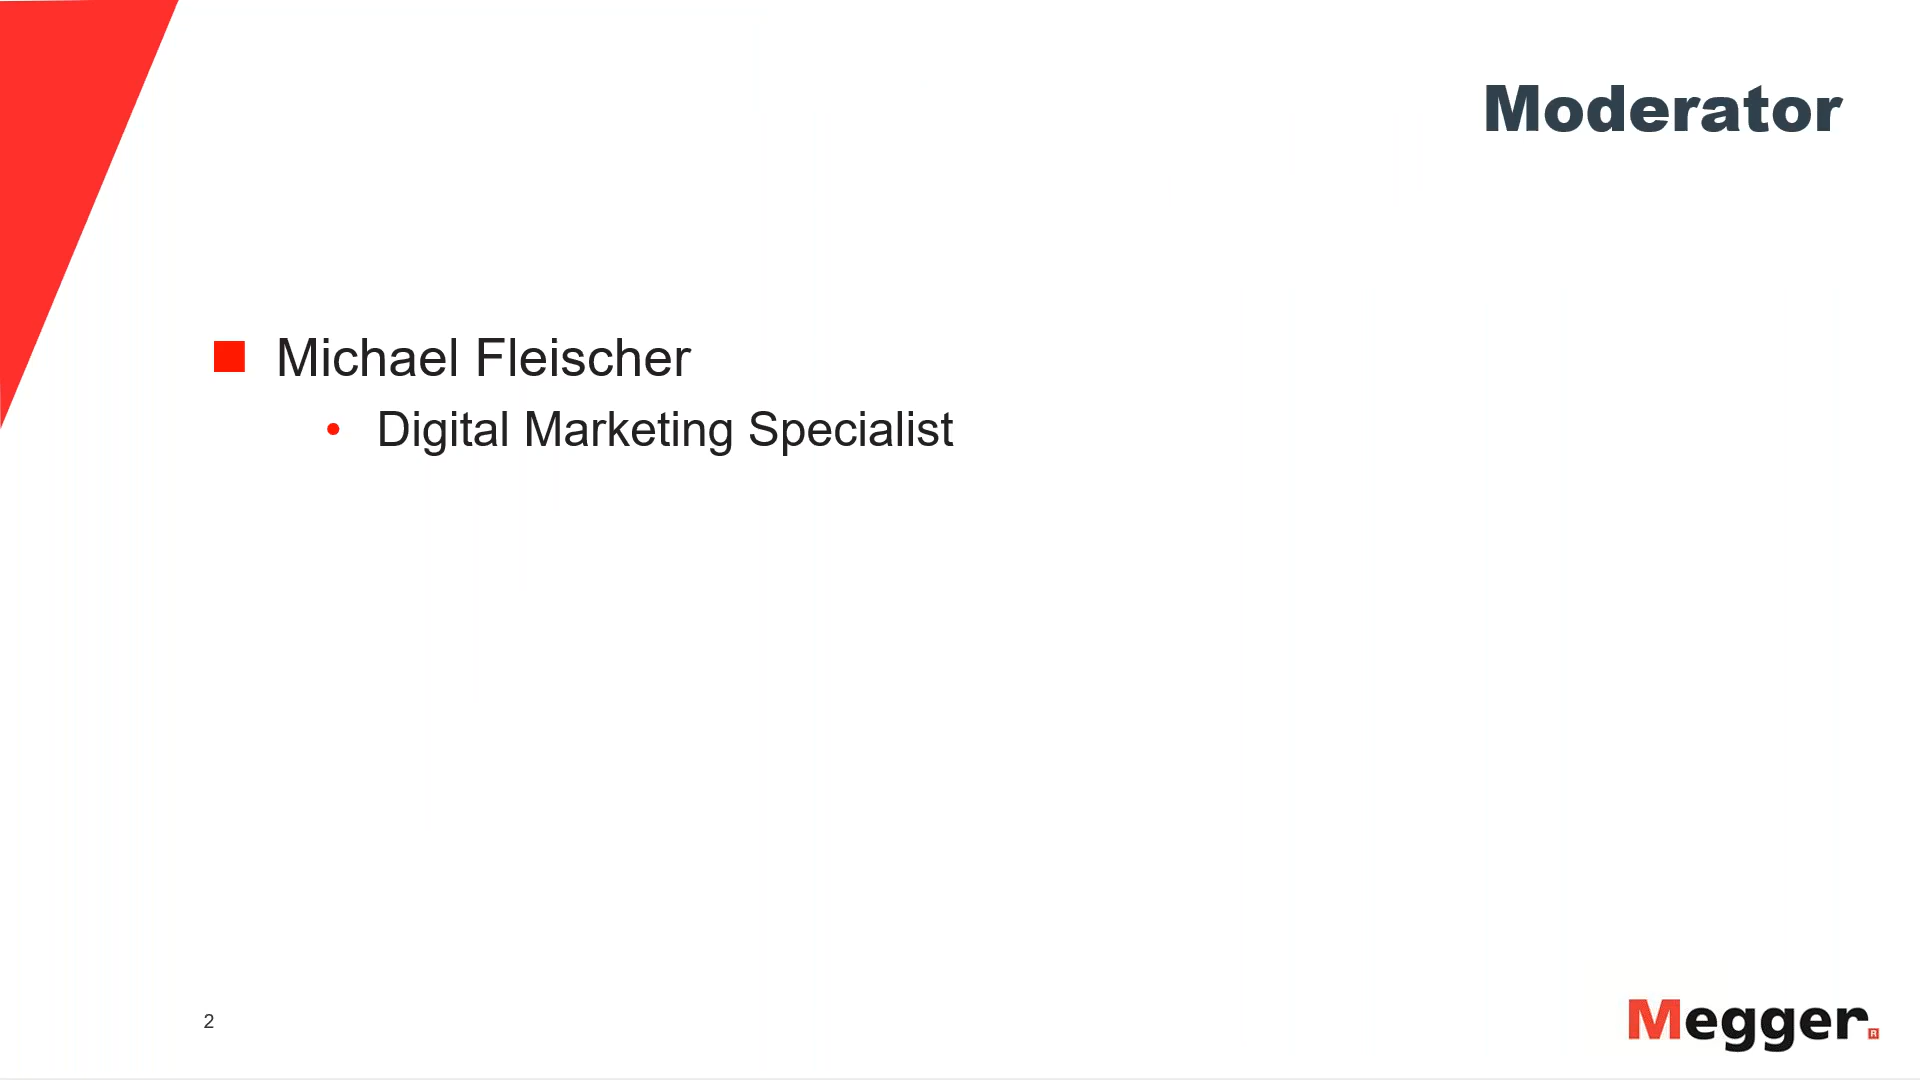 Moderator
Michael Fleischer
Digital Marketing Specialist
2
Megger